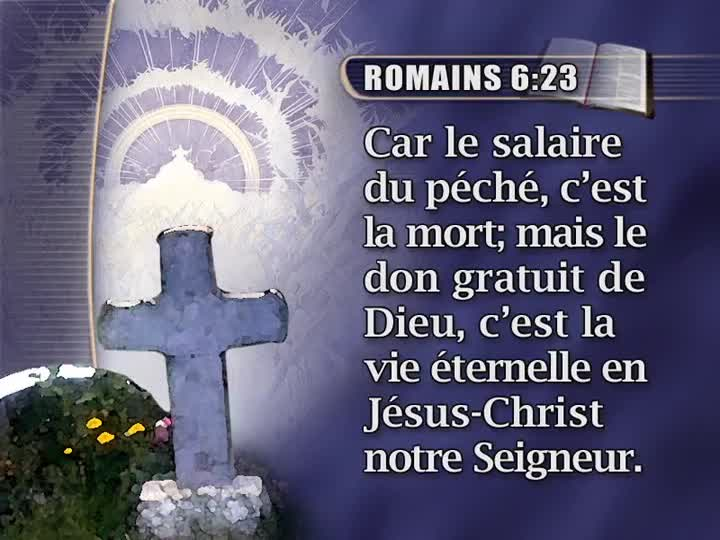 ROMAINS 6:23
Car le salaire
du péché, c’est
la mort; mais le
don gratuit de
Dieu, c’est la
vie éternelle en
Jésus-Christ
notre Seigneur.